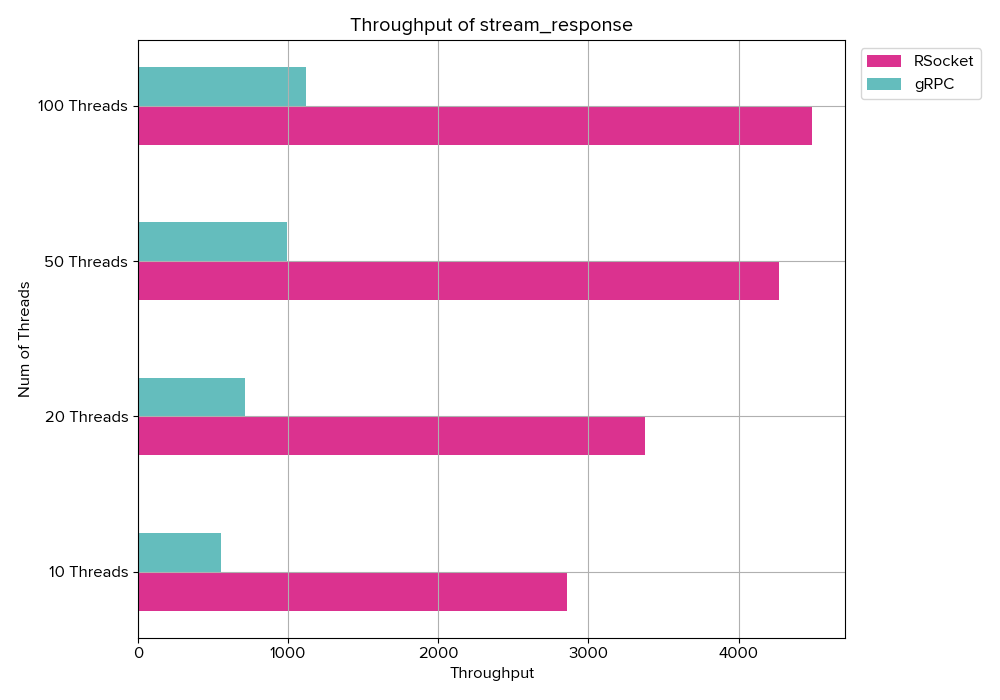 Throughput of stream_response
RSocket
gRPC
100 Threads
50 Threads
20 Threads
10 Threads
Num of Threads
0 1000 2000 3000 4000
Throughput